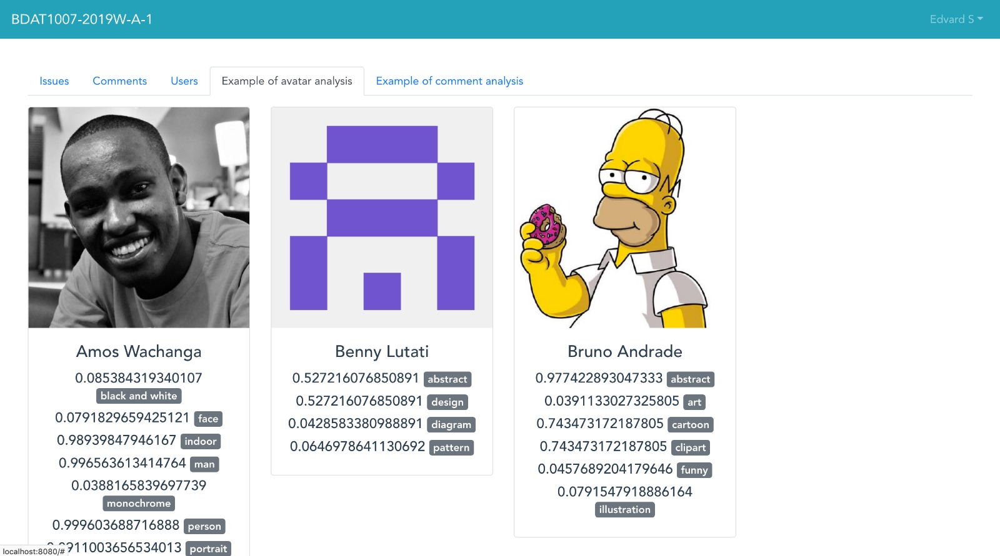 BDAT1007-2019W-A-1
Edvard S
Issues
Comments
Users
Example of avatar analysis
Example of comment analysis
Amos Wachanga
0.085384319340107
black and white
0.0791829659425121 face
0.98939847946167 indoor
0.996563613414764 man
0.0388165839697739
monochrome
0.999603688716888 person
911003656534013 portrait
Benny Lutati
0.527216076850891 abstract
0.527216076850891 design
0.0428583380988891 diagram
0.0646978641130692 pattern
Bruno Andrade
0.977422893047333 abstract
0.0391133027325805 art
0.743473172187805 cartoon
0.743473172187805 clipart
0.0457689204179646 funny
0.0791547918886164
illustration
localhost:8080/#